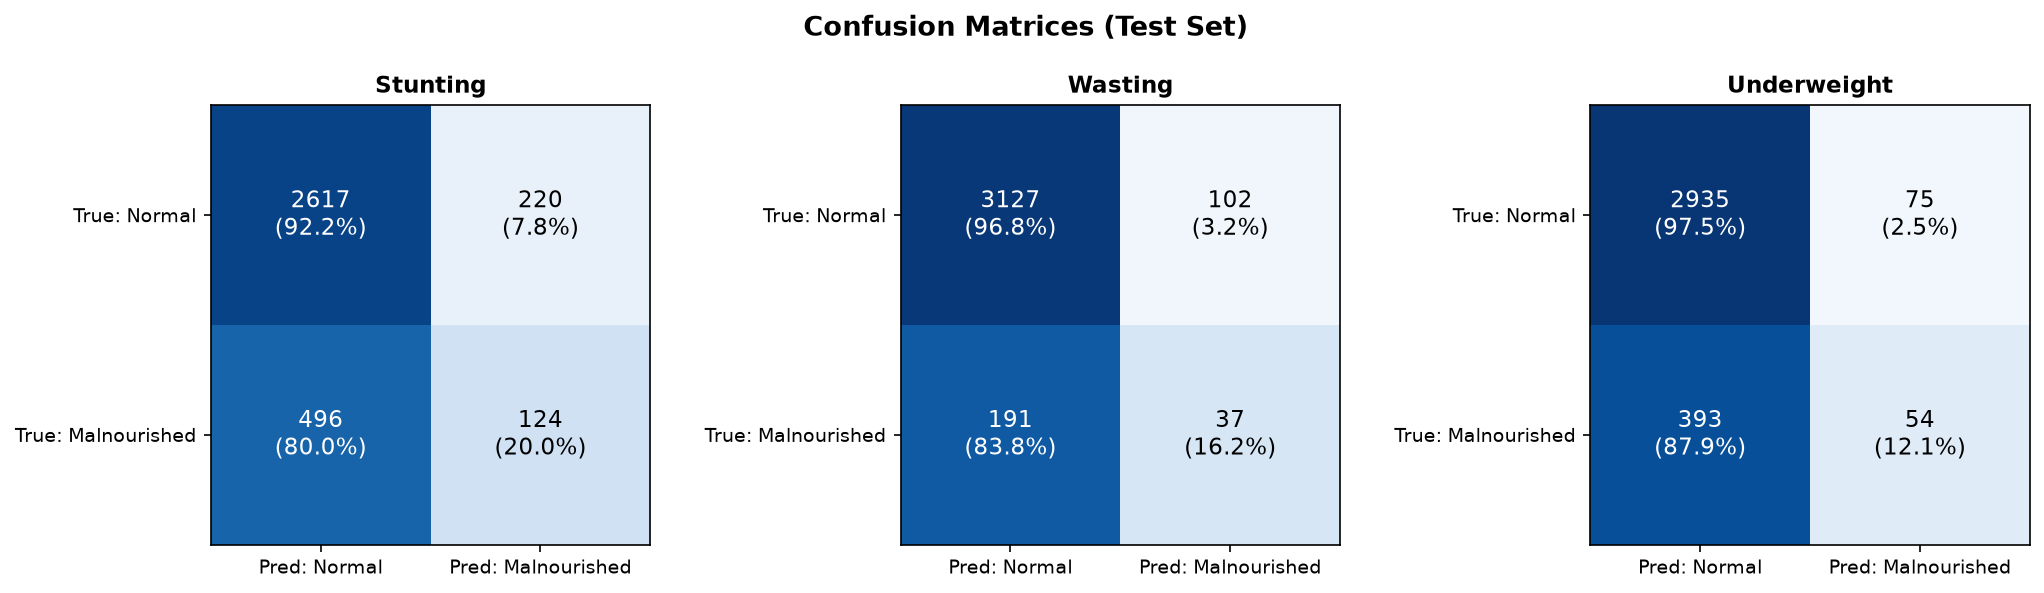 Confusion Matrices (Test Set)
Stunting
True: Normal
True: Malnourished
2617
(92.2%)
220
(7.8%)
496
(80.0%)
124
(20.0%)
Pred: Normal
Pred: Malnourished
Wasting
True: Normal
True: Malnourished
3127
(96.8%)
102
(3.2%)
191
(83.8%)
37
(16.2%)
Pred: Normal
Pred: Malnourished
Underweight
True: Normal
True: Malnourished
2935
(97.5%)
75
(2.5%)
393
(87.9%)
54
(12.1%)
Pred: Normal
Pred: Malnourished